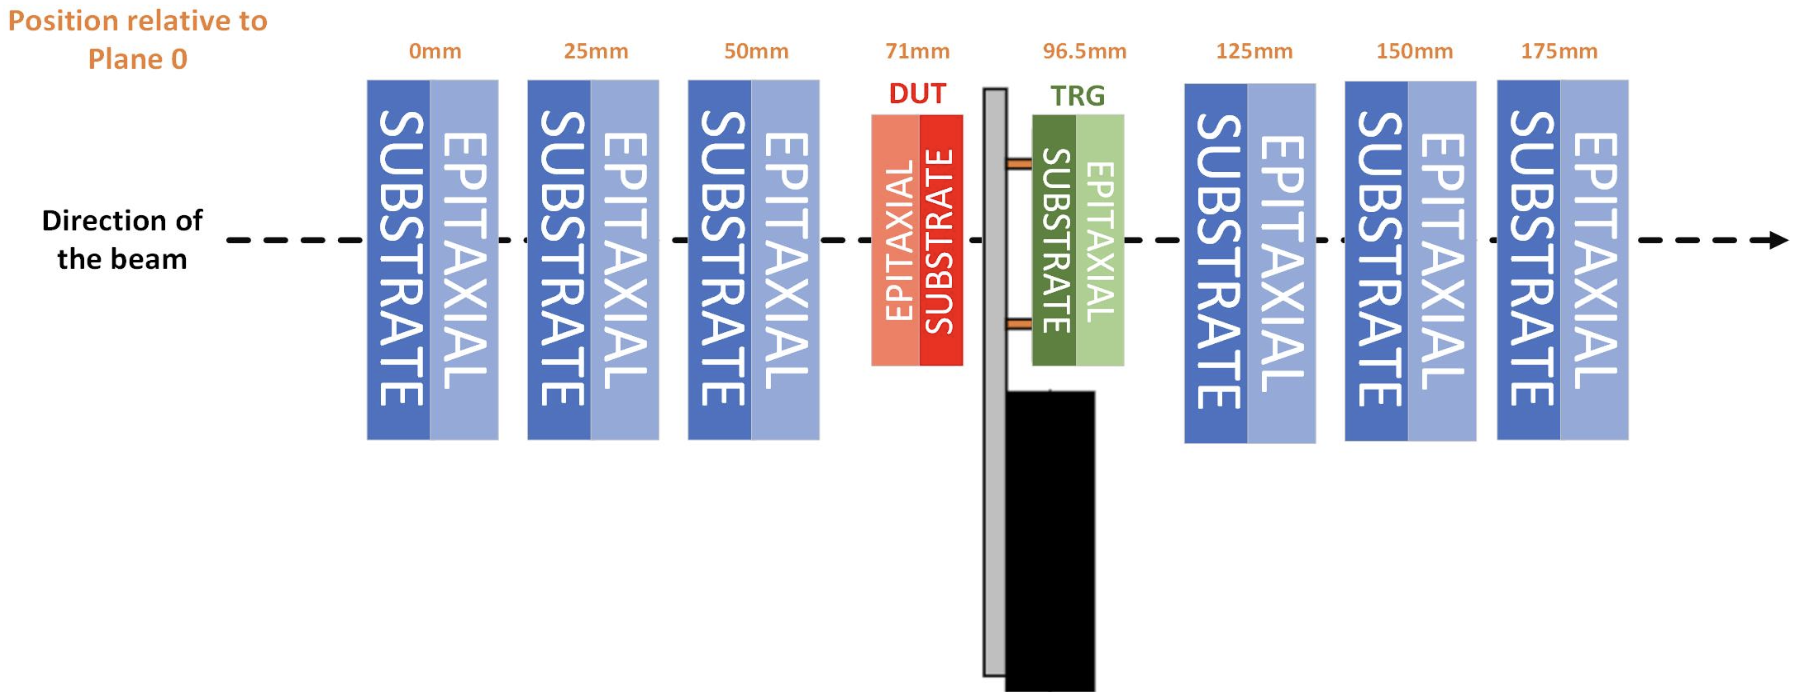 Position relative to
Plane 0
0mm
25mm
50mm
71mm
96.5mm
125mm
150mm
175mm
DUT
TRG
Direction of
the beam
SUBSTRATE
EPITAXIAL
SUBSTRATE
EPITAXIAL
SUBSTRATE
EPITAXIAL
EPITAXIAL
SUBSTRATE
SUBSTRATE
EPITAXIAL
SUBSTRATE
EPITAXIAL
SUBSTRATE
EPITAXIAL
SUBSTRATE
EPITAXIAL